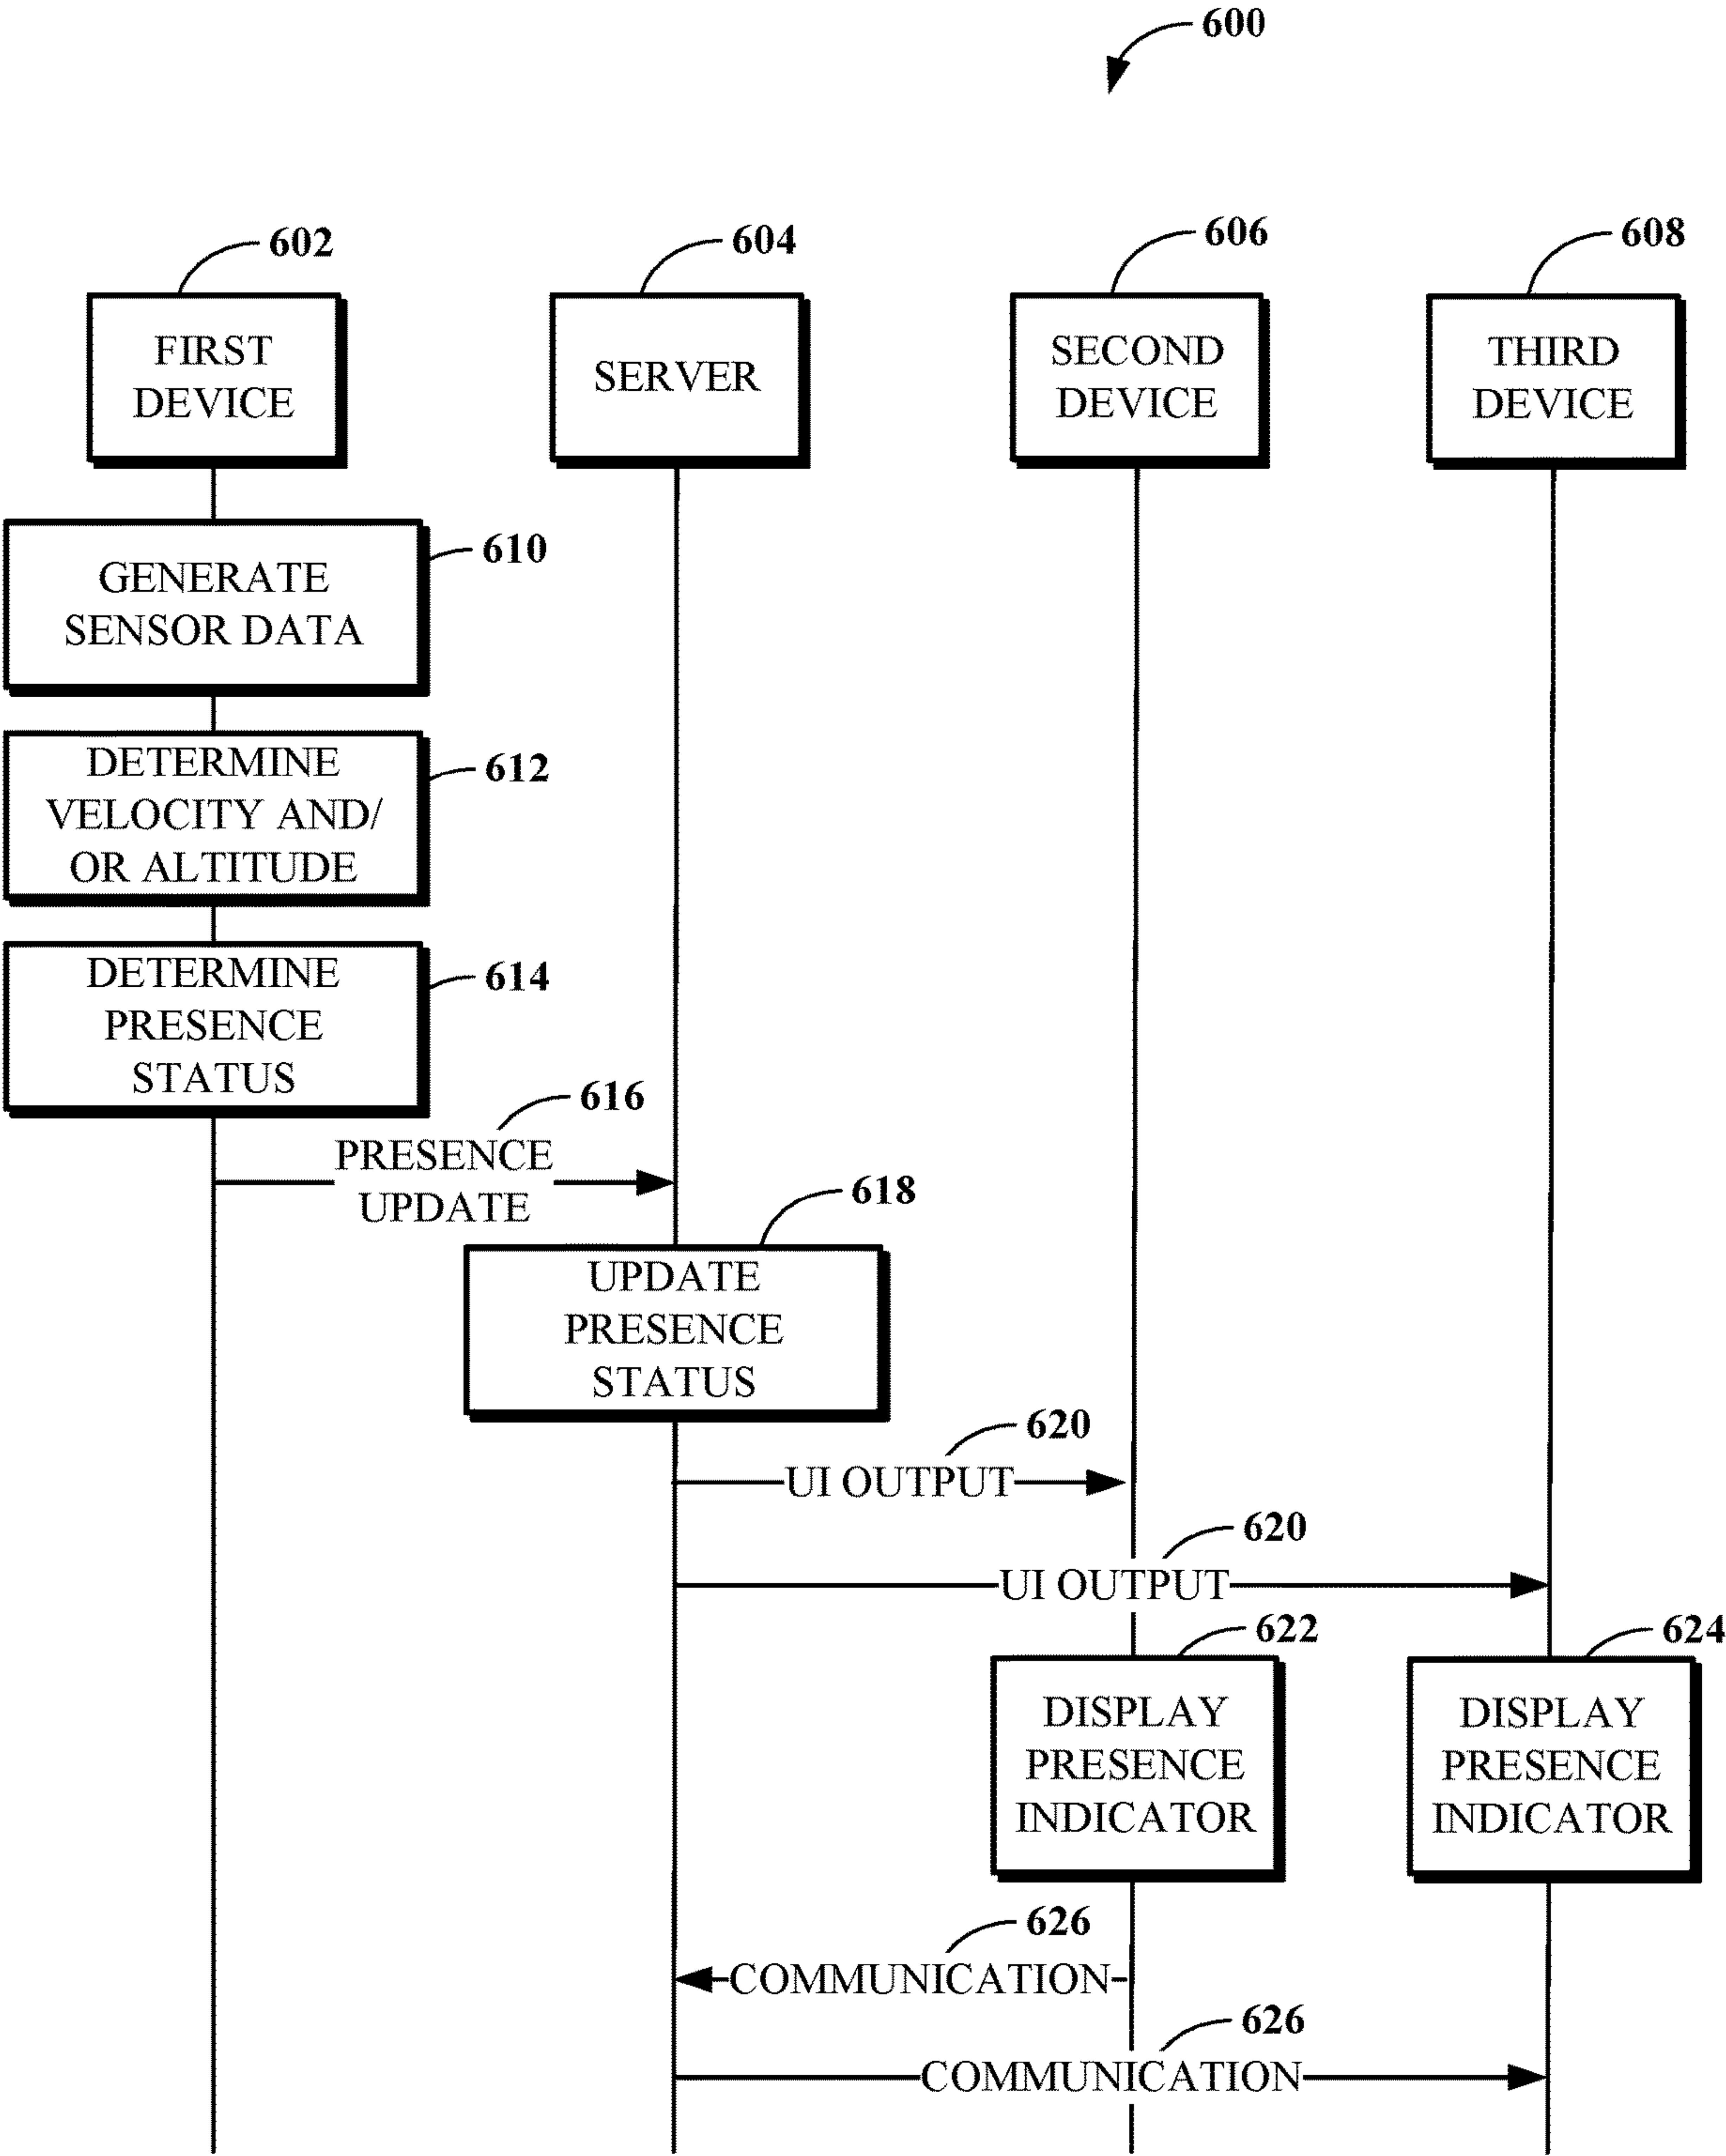 600
602
604
606
608
FIRST
DEVICE
SERVER
SECOND
DEVICE
THIRD
DEVICE
610
GENERATE
SENSOR DATA
612
DETERMINE
VELOCITY AND/
OR ALTITUDE
614
DETERMINE
PRESENCE
STATUS
616
PRESENCE
UPDATE
618
UPDATE
PRESENCE
STATUS
620
UI OUTPUT
620
UI OUTPUT
622
624
DISPLAY
PRESENCE
INDICATOR
DISPLAY
PRESENCE
INDICATOR
626
COMMUNICATION
626
COMMUNICATION